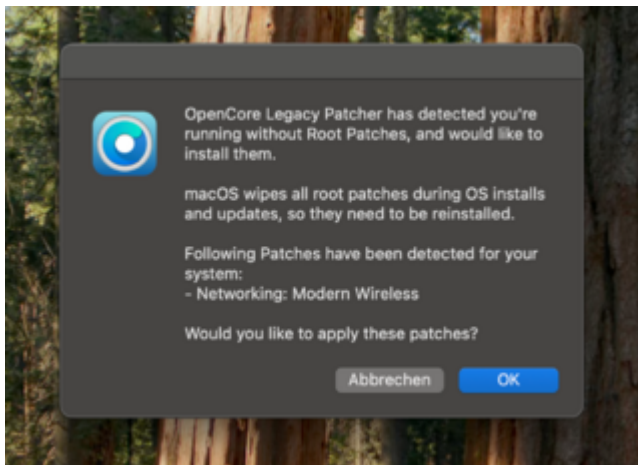 OpenCore Legacy Patcher has detected you're
running without Root Patches, and would like to
install them.
macOS wipes all root patches during OS installs
and updates, so they need to be reinstalled.
Following Patches have been detected for your
system:
- Networking: Modern Wireless
Would you like to apply these patches?
Abbrechen OK